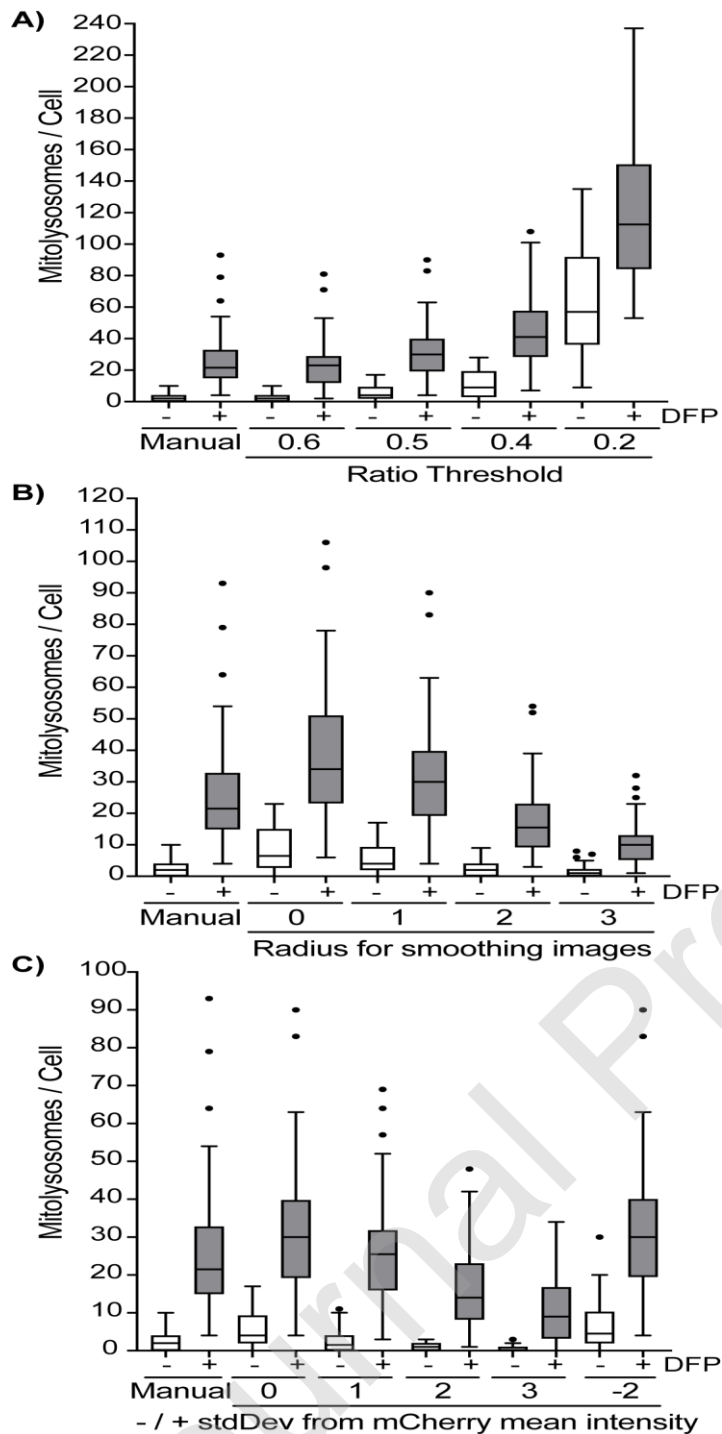 A)
240
220
200
180
160
140
120
100
80
60
40
20
0
Mitolysosomes / Cell
- + - + - + - + - + DFP
Manual 0.6 0.5 0.4 0.2
Ratio Threshold
B)
120
110
100
90
80
70
60
50
40
30
20
10
0
Mitolysosomes / Cell
- + - + - + - + - + DFP
Manual 0 1 2 3
Radius for smoothing images
C)
100
90
80
70
60
50
40
30
20
10
0
Mitolysosomes / Cell
- + - + - + - + - + - + DFP
Manual 0 1 2 3 -2
- / + stdDev from mCherry mean intensity